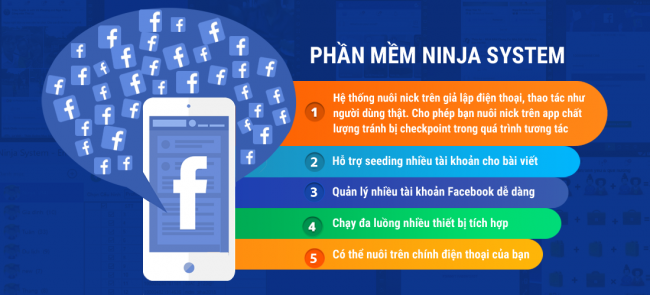 PHẦN MỀM NINJA SYSTEM
1
Hệ thống nuôi nick trên giả lập điện thoại, thao tác như
người dùng thật. Cho phép bạn nuôi nick trên app chất
lượng tránh bị checkpoint trong quá trình tương tác
2 Hỗ trợ seeding nhiều tài khoản cho bài viết
3 Quản lý nhiều tài khoản Facebook dễ dàng
4 Chạy đa luồng nhiều thiết bị tích hợp
5 Có thể nuôi trên chính điện thoại của bạn